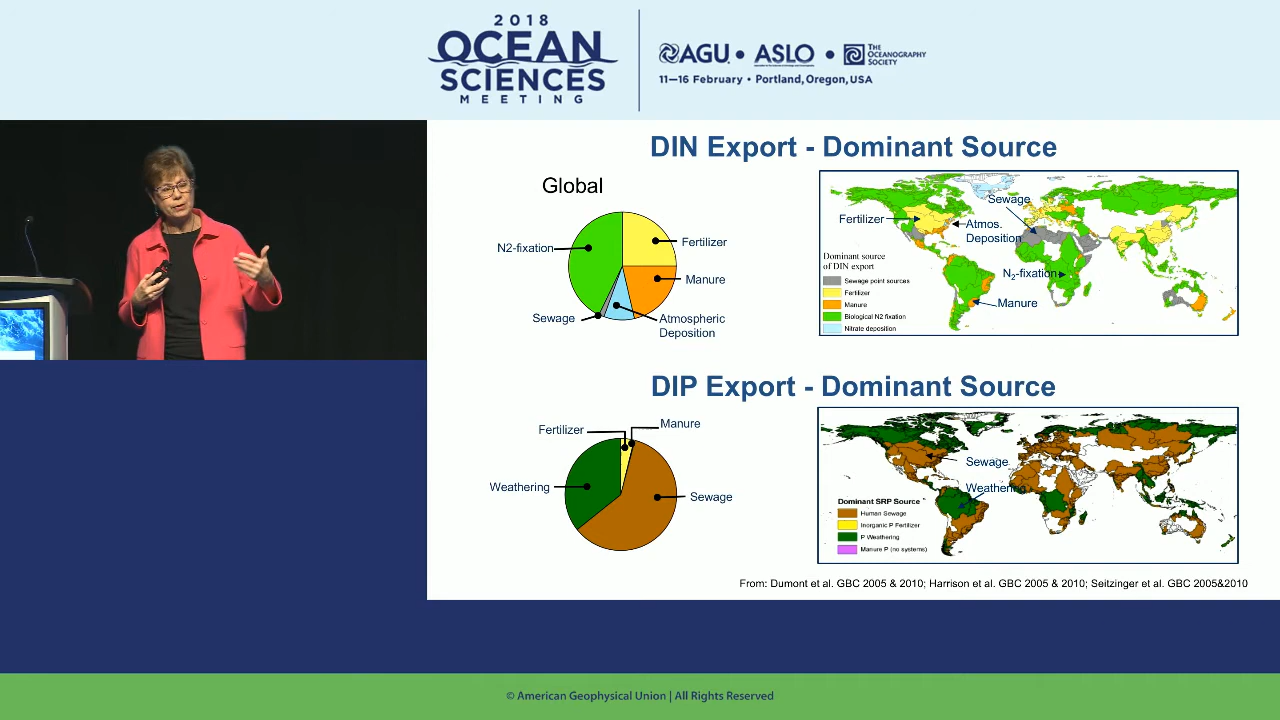 2018
OCEAN
SCIENCES
MEETING
AGU • ASLO • THE OCEANOGRAPHY SOCIETY
11–16 February • Portland, Oregon, USA
DIN Export - Dominant Source
Global
N2-fixation
Fertilizer
Manure
Sewage
Atmospheric
Deposition
Sewage
Fertilizer
Atmos.
Deposition
N2-fixation
Manure
Dominant source
of DIN export
Sewage point sources
Fertilizer
Manure
Biological N2 fixation
Nitrate deposition
DIP Export - Dominant Source
Fertilizer
Manure
Weathering
Sewage
Sewage
Weathering
Dominant SRP Source
Human Sewage
Inorganic P Fertilizer
P Weathering
Manure P (no systems)
From: Dumont et al. GBC 2005 & 2010; Harrison et al. GBC 2005 & 2010; Seitzinger et al. GBC 2005&2010
© American Geophysical Union | All Rights Reserved